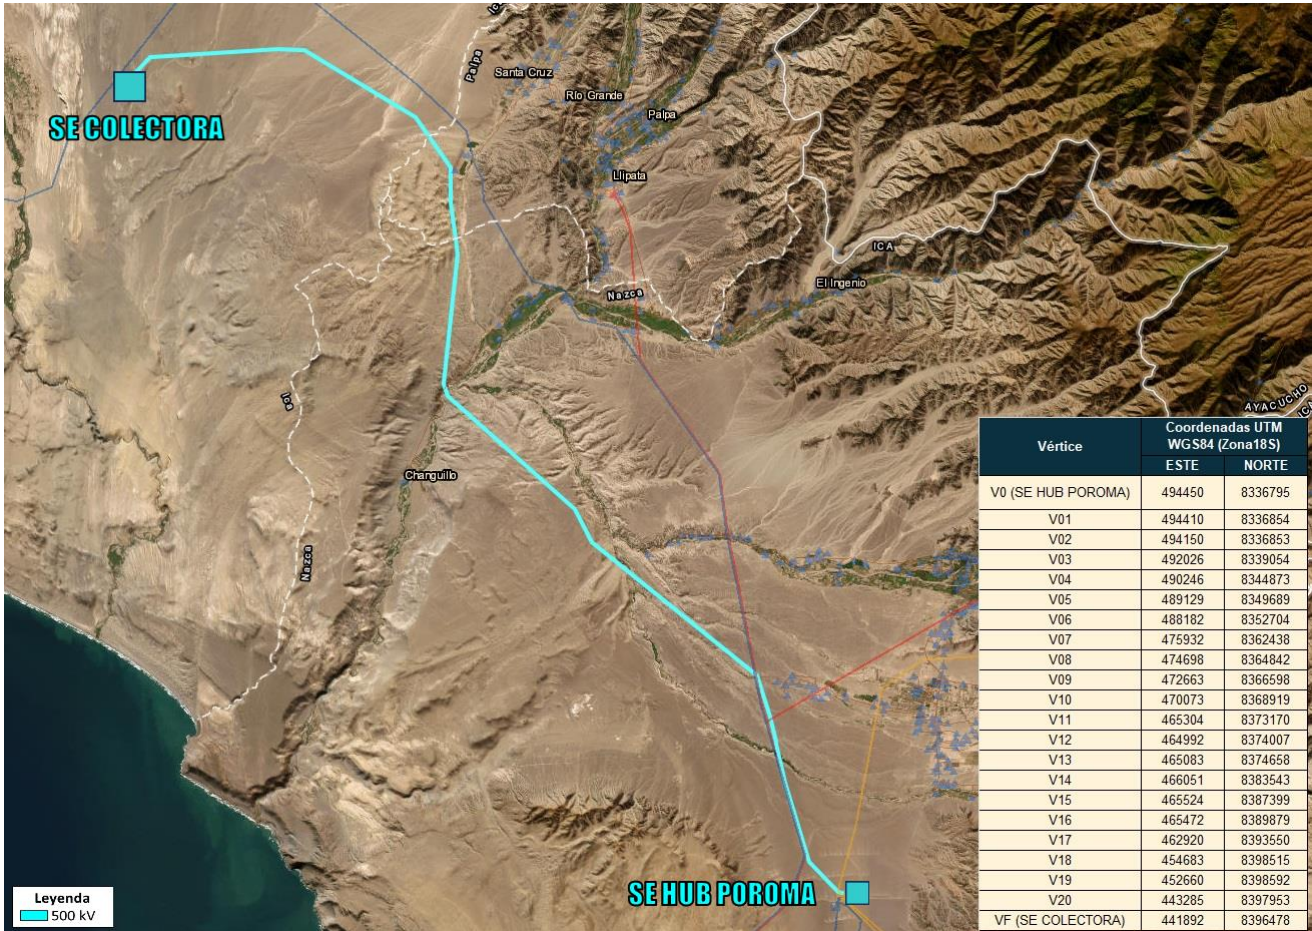 Ic
Palpa
Santa Cruz
Río Grande
Palpa
SE COLECTORA
Llipata
ICA
El Ingenio
Nazca
Ica
AYACUCHO
ICA
Changuillo
Nazca
SE HUB POROMA
Leyenda
500 kV
Vértice Coordenadas UTM
WGS84 (Zona18S)
ESTE NORTE
V0 (SE HUB POROMA) 494450 8336795
V01 494410 8336854
V02 494150 8336853
V03 492026 8339054
V04 490246 8344873
V05 489129 8349689
V06 488182 8352704
V07 475932 8362438
V08 474698 8364842
V09 472663 8366598
V10 470073 8368919
V11 465304 8373170
V12 464992 8374007
V13 465083 8374658
V14 466051 8383543
V15 465524 8387399
V16 465472 8389879
V17 462920 8393550
V18 454683 8398515
V19 452660 8398592
V20 443285 8397953
VF (SE COLECTORA) 441892 8396478